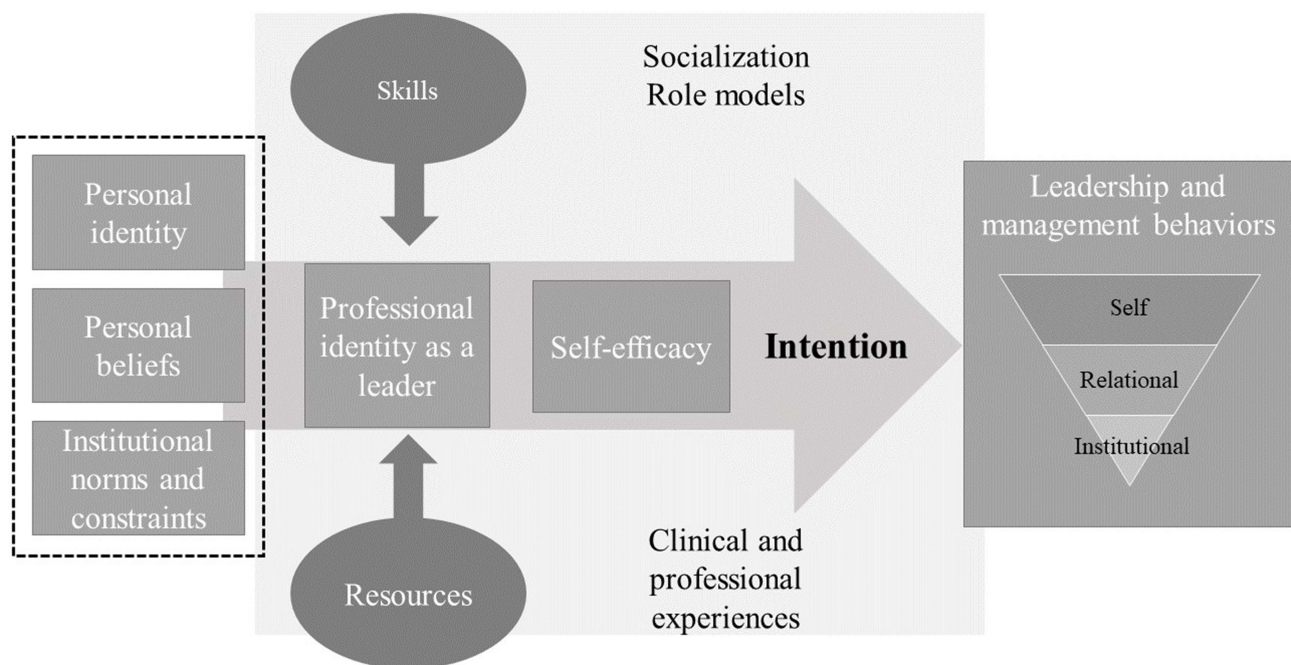 Skills
Socialization
Role models
Personal
identity
Personal
beliefs
Institutional
norms and
constraints
Professional
identity as a
leader
Self-efficacy
Intention
Leadership and
management behaviors
Self
Relational
Institutional
Resources
Clinical and
professional
experiences